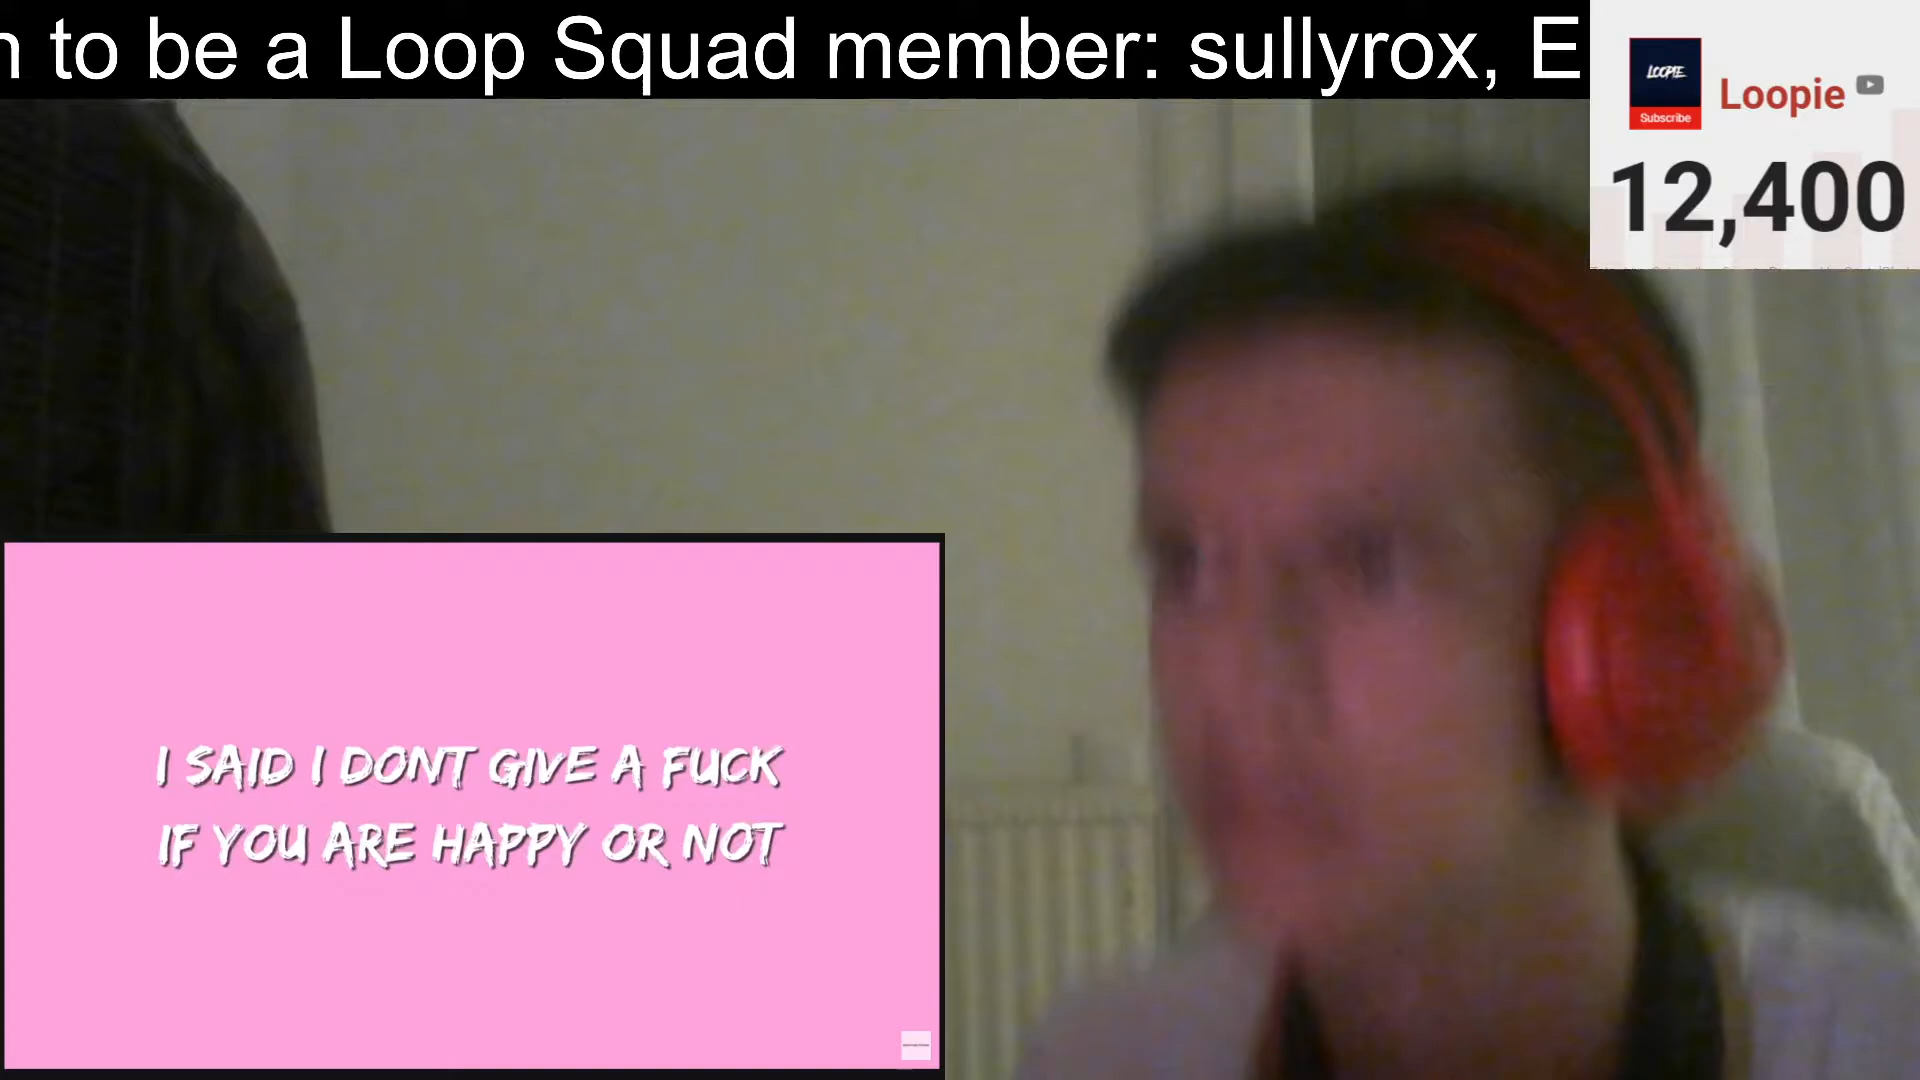 n to be a Loop Squad member: sullyrox, E
LOOPIE
Subscribe
Loopie
12,400
I SAID I DONT GIVE A FUCK
IF YOU ARE HAPPY OR NOT